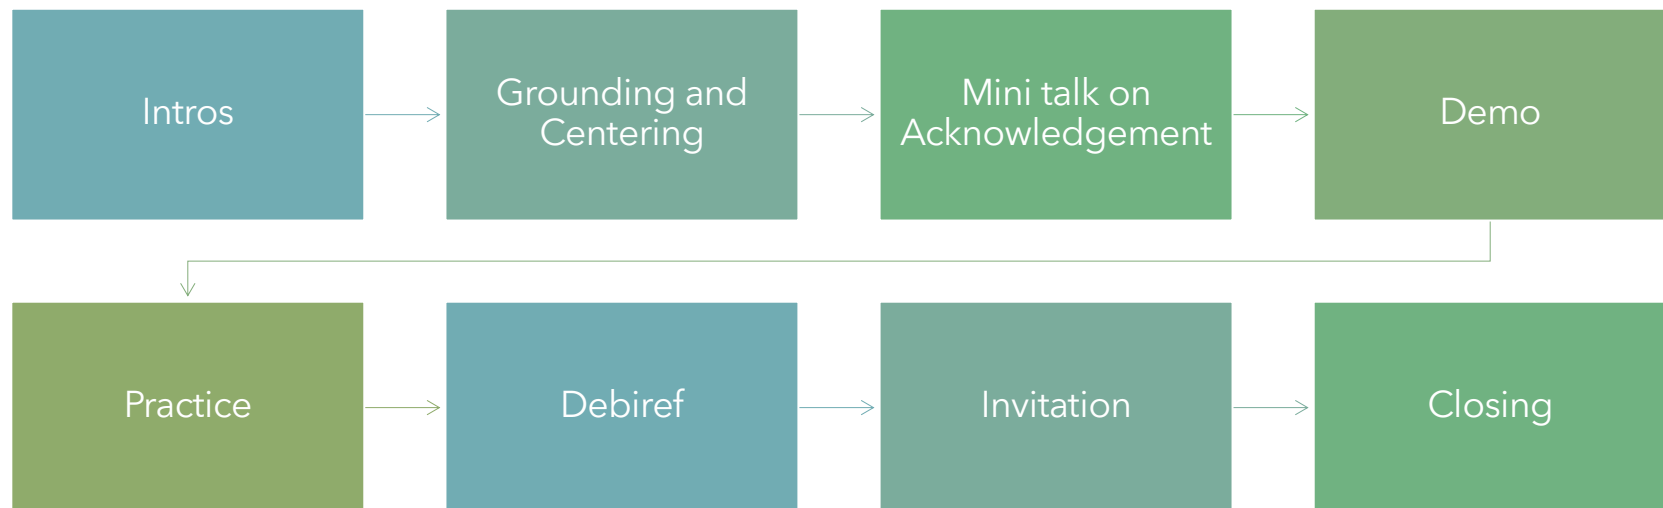 Intros
Grounding and
Centering
Mini talk on
Acknowledgement
Demo
Practice
Debiref
Invitation
Closing